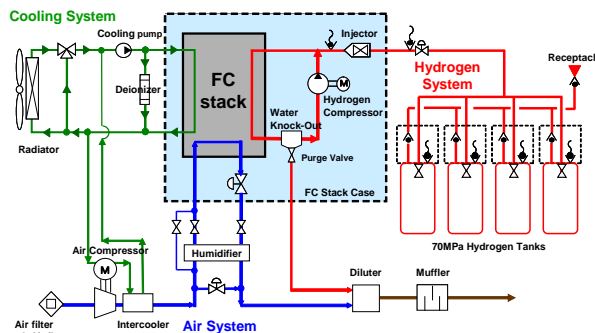 Cooling System
Cooling pump
Injector
Receptack
FC
stack
Hydrogen
System
Deionizer
M
Hydrogen
Compressor
Water
Knock-Out
Radiator
Purge Valve
FC Stack Case
70MPa Hydrogen Tanks
Air Compressor
M
Humidifier
Diluter
Muffler
Air filter
Intercooler
Air System